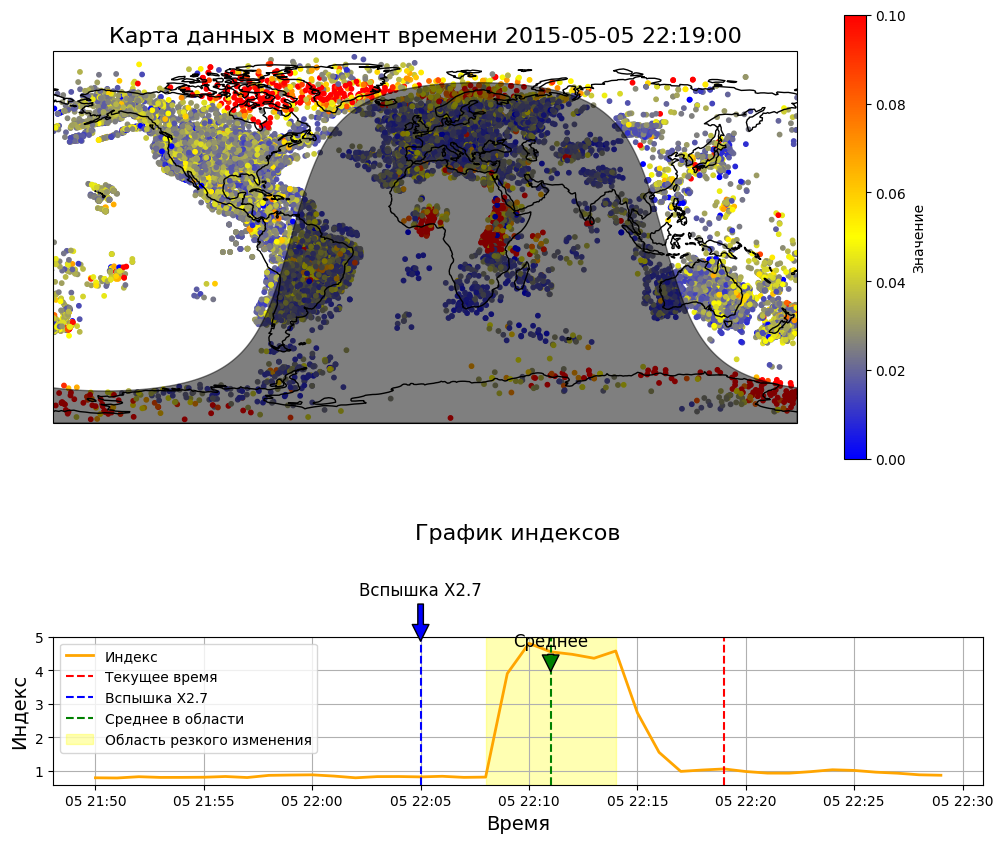 Карта данных в момент времени 2015-05-05 22:19:00
0.10
0.08
0.06
0.04
0.02
0.00
Значение
График индексов
Вспышка X2.7
Среднее
Индекс
5
4
3
2
1
Индекс
Текущее время
Вспышка X2.7
Среднее в области
Область резкого изменения
05 21:50
05 21:55
05 22:00
05 22:05
05 22:10
05 22:15
05 22:20
05 22:25
05 22:30
Время